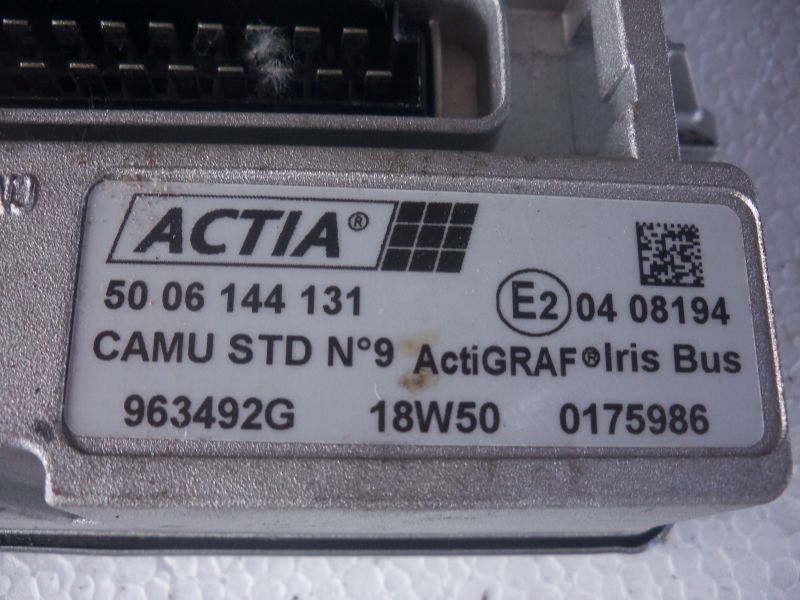 ACTIA®
50 06 144 131
E2 04 08194
CAMU STD N°9 ActiGRAF® Iris Bus
963492G 18W50 0175986